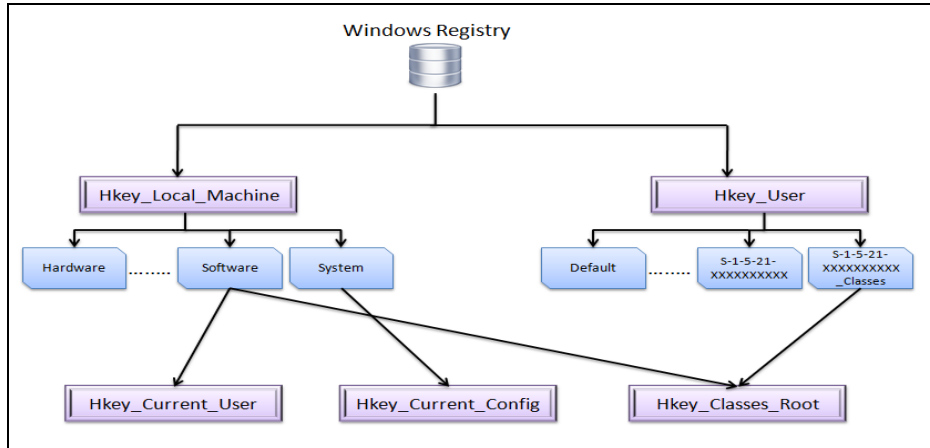 Windows Registry
Hkey_Local_Machine
Hkey_User
Hardware
........
Software
System
Default
........
S-1-5-21-
XXXXXXXXXX
S-1-5-21-
XXXXXXXXXX
_Classes
Hkey_Current_User
Hkey_Current_Config
Hkey_Classes_Root